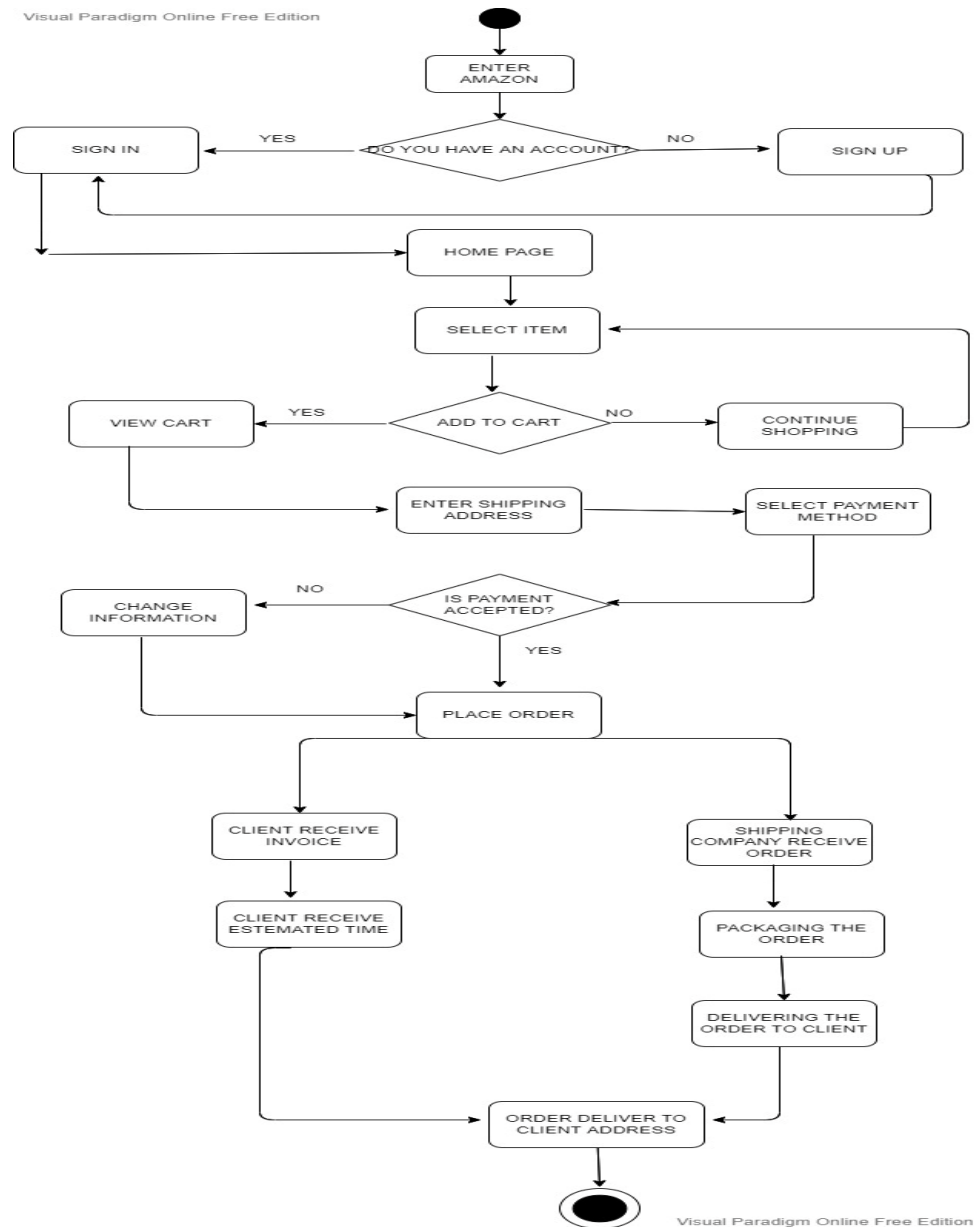 Visual Paradigm Online Free Edition
ENTER
AMAZON
DO YOU HAVE AN ACCOUNT?
YES
NO
SIGN IN
SIGN UP
HOME PAGE
SELECT ITEM
ADD TO CART
YES
NO
VIEW CART
CONTINUE
SHOPPING
ENTER SHIPPING
ADDRESS
SELECT PAYMENT
METHOD
IS PAYMENT
ACCEPTED?
NO
YES
CHANGE
INFORMATION
PLACE ORDER
CLIENT RECEIVE
INVOICE
SHIPPING
COMPANY RECEIVE
ORDER
CLIENT RECEIVE
ESTEMATED TIME
PACKAGING THE
ORDER
DELIVERING THE
ORDER TO CLIENT
ORDER DELIVER TO
CLIENT ADDRESS
Visual Paradigm Online Free Edition